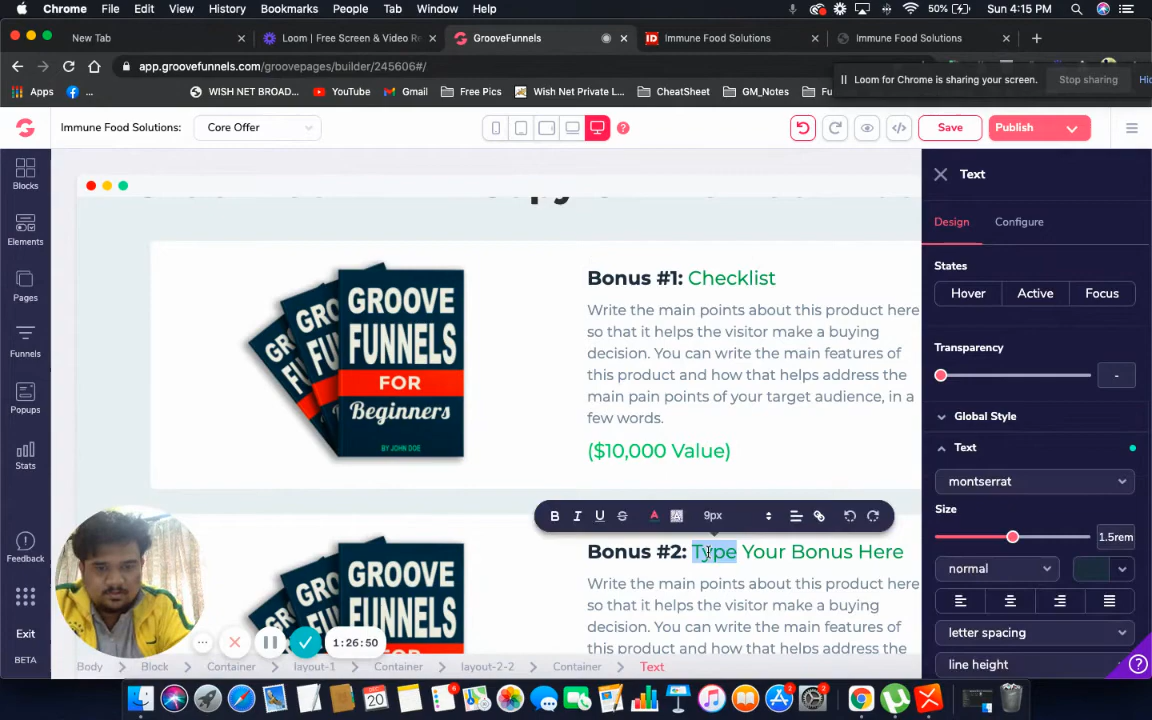 Chrome File Edit View History Bookmarks People Tab Window Help 50% Sun 4:15 PM
New Tab Loom | Free Screen & Video Re GrooveFunnels Immune Food Solutions Immune Food Solutions
app.groovefunnels.com/groovepages/builder/245606#/
Loom for Chrome is sharing your screen. Stop sharing Hid
Apps ... WISH NET BROAD... YouTube Gmail Free Pics Wish Net Private L... CheatSheet GM_Notes Fu
Immune Food Solutions: Core Offer Save Publish
Blocks
Elements
Pages
Funnels
Popups
Stats
Feedback
Exit
BETA
Bonus #1: Checklist
Write the main points about this product here
so that it helps the visitor make a buying
decision. You can write the main features of
this product and how that helps address the
main pain points of your target audience, in a
few words.
($10,000 Value)
GROOVE
FUNNELS
FOR
Beginners
BY JOHN DOE
9px
Bonus #2: Type Your Bonus Here
Write the main points about this product here
so that it helps the visitor make a buying
decision. You can write the main features of
this product and how that helps address the
GROOVE
FUNNELS
FOR
1:26:50
Body Block Container layout-1 Container layout-2-2 Container Text
Text
Design Configure
States
Hover Active Focus
Transparency
-
Global Style
Text
montserrat
Size
1.5rem
normal
letter spacing
line height